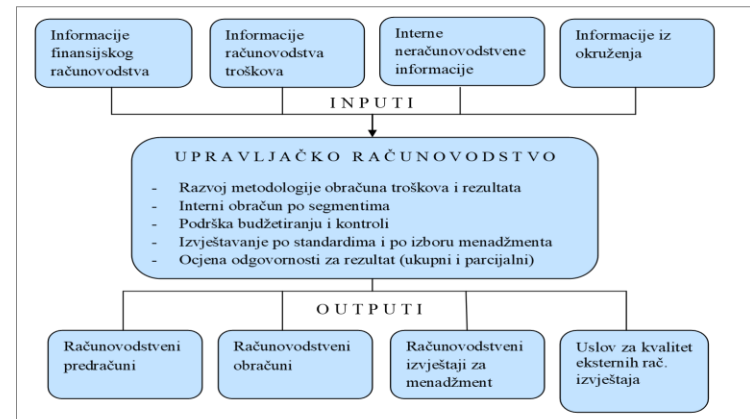 Informacije
finansijskog
računovodstva
Informacije
računovodstva
troškova
Interne
neračunovodstvene
informacije
Informacije iz
okruženja
INPUTI
UPRAVLJAČKO RAČUNOVODSTVO
- Razvoj metodologije obračuna troškova i rezultata
- Interni obračun po segmentima
- Podrška budžetiranju i kontroli
- Izvještavanje po standardima i po izboru menadžmenta
- Ocjena odgovornosti za rezultat (ukupni i parcijalni)
OUTPUTI
Računovodstveni
predračuni
Računovodstveni
obračuni
Računovodstveni
izvještaji za
menadžment
Uslov za kvalitet
eksternih rač.
izvještaja